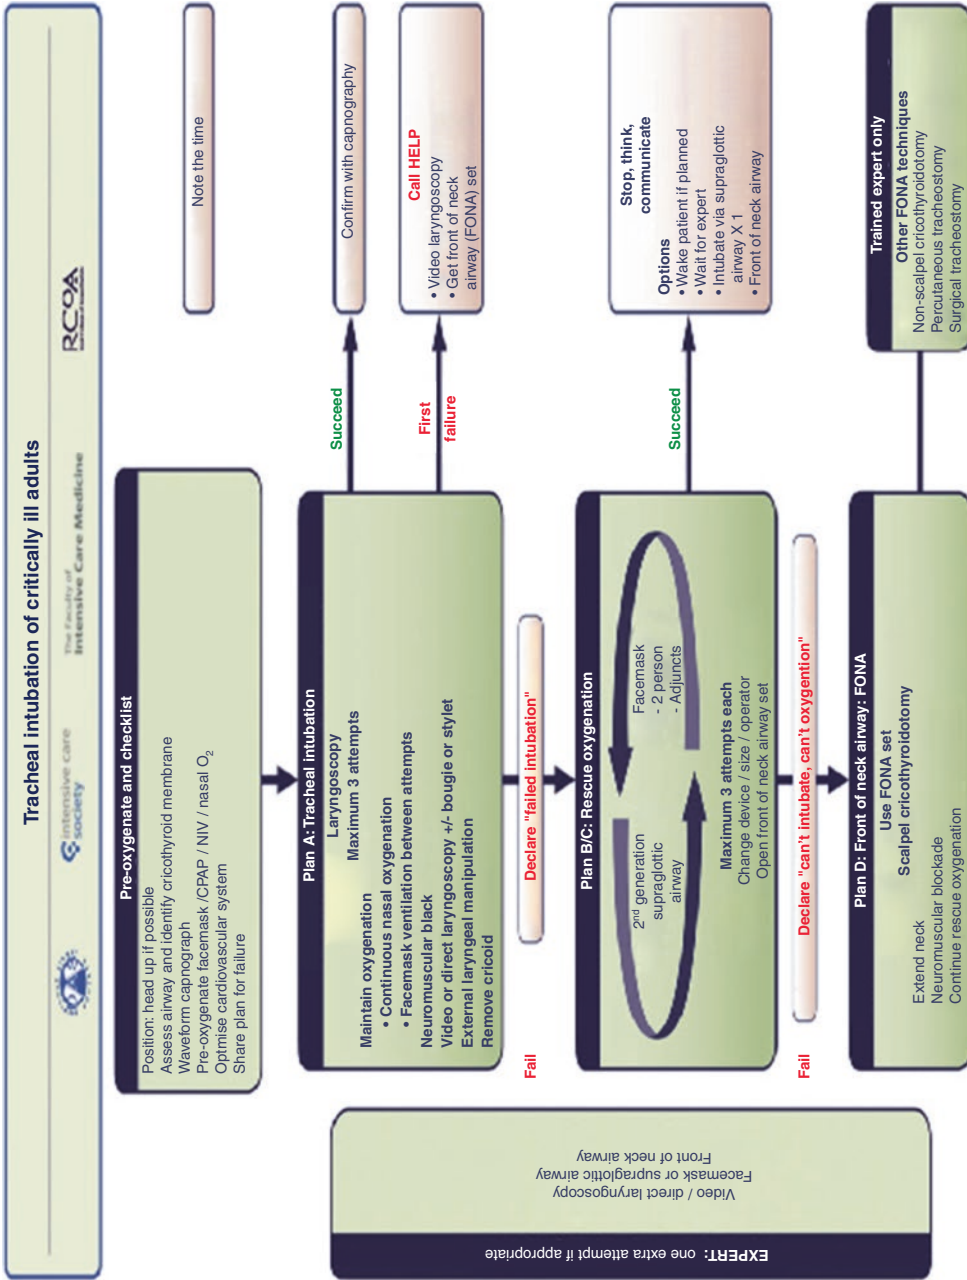 Tracheal intubation of critically ill adults
intensive care
society
The Faculty of
Intensive Care Medicine
RCoA
Pre-oxygenate and checklist
Position: head up if possible
Assess airway and identify cricothyroid membrane
Waveform capnograph
Pre-oxygenate facemask /CPAP / NIV / nasal O2
Optmise cardiovascular system
Share plan for failure
Note the time
Plan A: Tracheal intubation
Laryngoscopy
Maximum 3 attempts
Maintain oxygenation
• Continuous nasal oxygenation
• Facemask ventilation between attempts
Neuromuscular black
Video or direct laryngoscopy +/- bougie or stylet
External laryngeal manipulation
Remove cricoid
Succeed
Confirm with capnography
First
failure
Call HELP
• Video laryngoscopy
• Get front of neck
airway (FONA) set
Fail
Declare "failed intubation"
Plan B/C: Rescue oxygenation
2nd generation
supraglottic
airway
Facemask
- 2 person
- Adjuncts
Maximum 3 attempts each
Change device / size / operator
Open front of neck airway set
Succeed
Stop, think,
communicate
Options
• Wake patient if planned
• Wait for expert
• Intubate via supraglottic
airway X 1
• Front of neck airway
Fail
Declare "can't intubate, can't oxygention"
Plan D: Front of neck airway: FONA
Use FONA set
Scalpel cricothyroidotomy
Extend neck
Neuromuscular blockade
Continue rescue oxygenation
Trained expert only
Other FONA techniques
Non-scalpel cricothyroidotomy
Percutaneous tracheostomy
Surgical tracheostomy
EXPERT: one extra attempt if appropriate
Video / direct laryngoscopy
Facemask or supraglottic airway
Front of neck airway